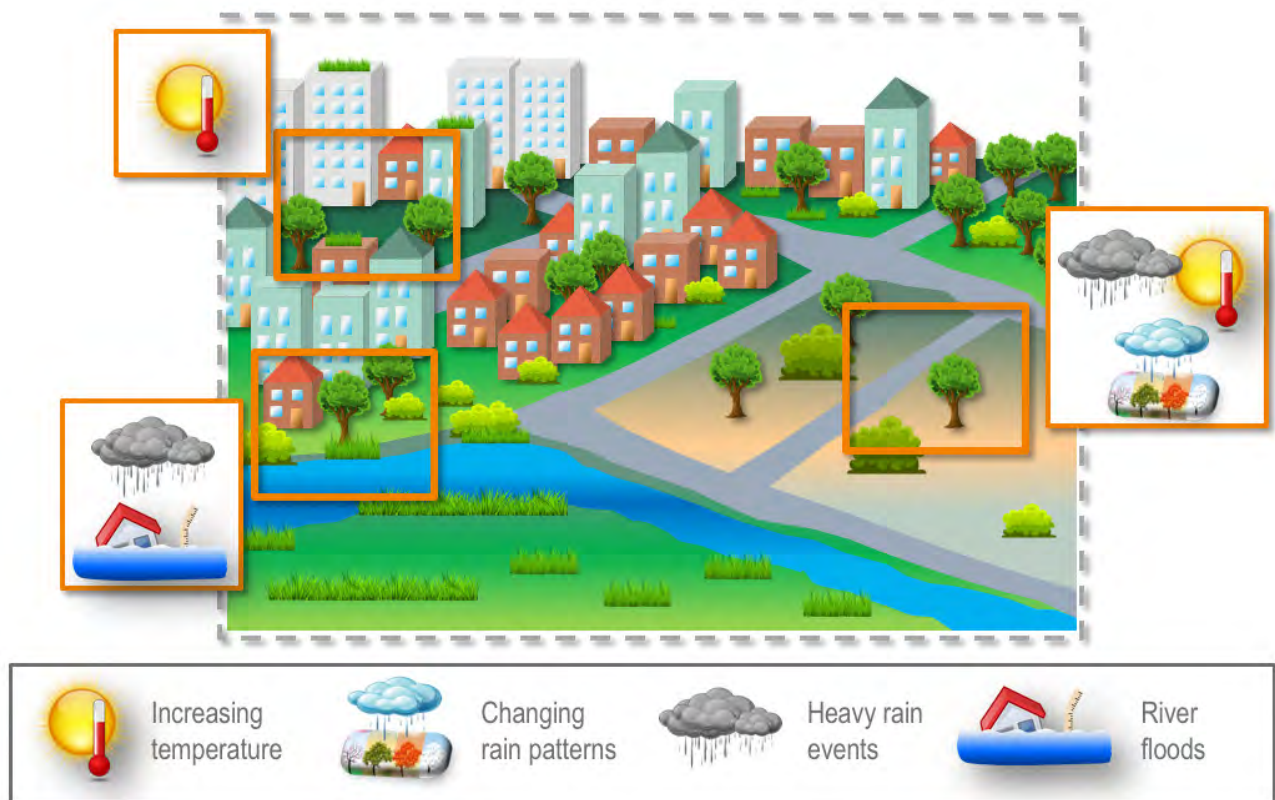 Increasing
temperature
Changing
rain patterns
Heavy rain
events
River
floods